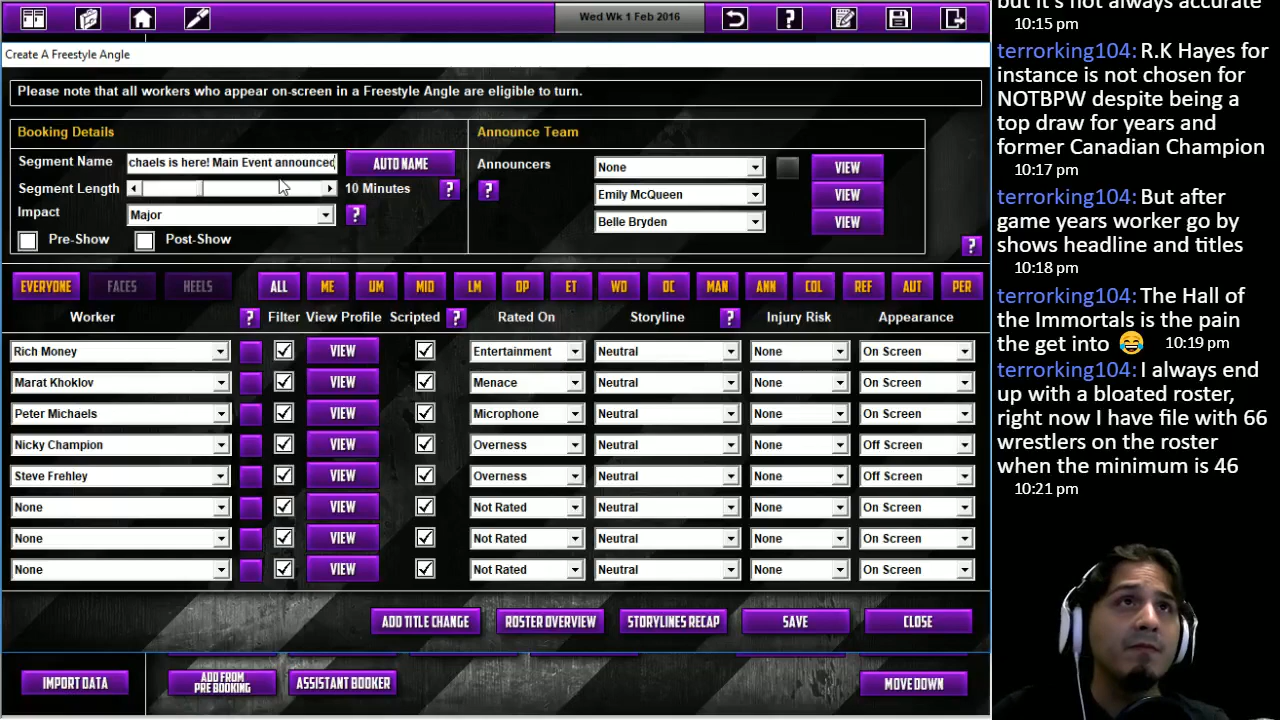 Wed Wk 1 Feb 2016
Create A Freestyle Angle
Please note that all workers who appear on-screen in a Freestyle Angle are eligible to turn.
Booking Details
Segment Name chaels is here! Main Event announced AUTO NAME
Segment Length 10 Minutes ?
Impact Major ?
Pre-Show Post-Show
Announce Team
Announcers None VIEW
? Emily McQueen VIEW
Belle Bryden VIEW
?
EVERYONE FACES HEELS ALL ME UM MID LM OP ET WO OC MAN ANN COL REF AUT PER
Worker ? Filter View Profile Scripted ? Rated On Storyline ? Injury Risk Appearance
Rich Money VIEW Entertainment Neutral None On Screen
Marat Khoklov VIEW Menace Neutral None On Screen
Peter Michaels VIEW Microphone Neutral None On Screen
Nicky Champion VIEW Overness Neutral None Off Screen
Steve Frehley VIEW Overness Neutral None Off Screen
None VIEW Not Rated Neutral None On Screen
None VIEW Not Rated Neutral None On Screen
None VIEW Not Rated Neutral None On Screen
ADD TITLE CHANGE ROSTER OVERVIEW STORYLINES RECAP SAVE CLOSE
IMPORT DATA ADD FROM PRE BOOKING ASSISTANT BOOKER MOVE DOWN
but it's not always accurate
10:15 pm
terrorking104: R.K Hayes for
instance is not chosen for
NOTBPW despite being a
top draw for years and
former Canadian Champion
10:17 pm
terrorking104: But after
game years worker go by
shows headline and titles
10:18 pm
terrorking104: The Hall of
the Immortals is the pain
the get into 😂 10:19 pm
terrorking104: I always end
up with a bloated roster,
right now I have file with 66
wrestlers on the roster
when the minimum is 46
10:21 pm